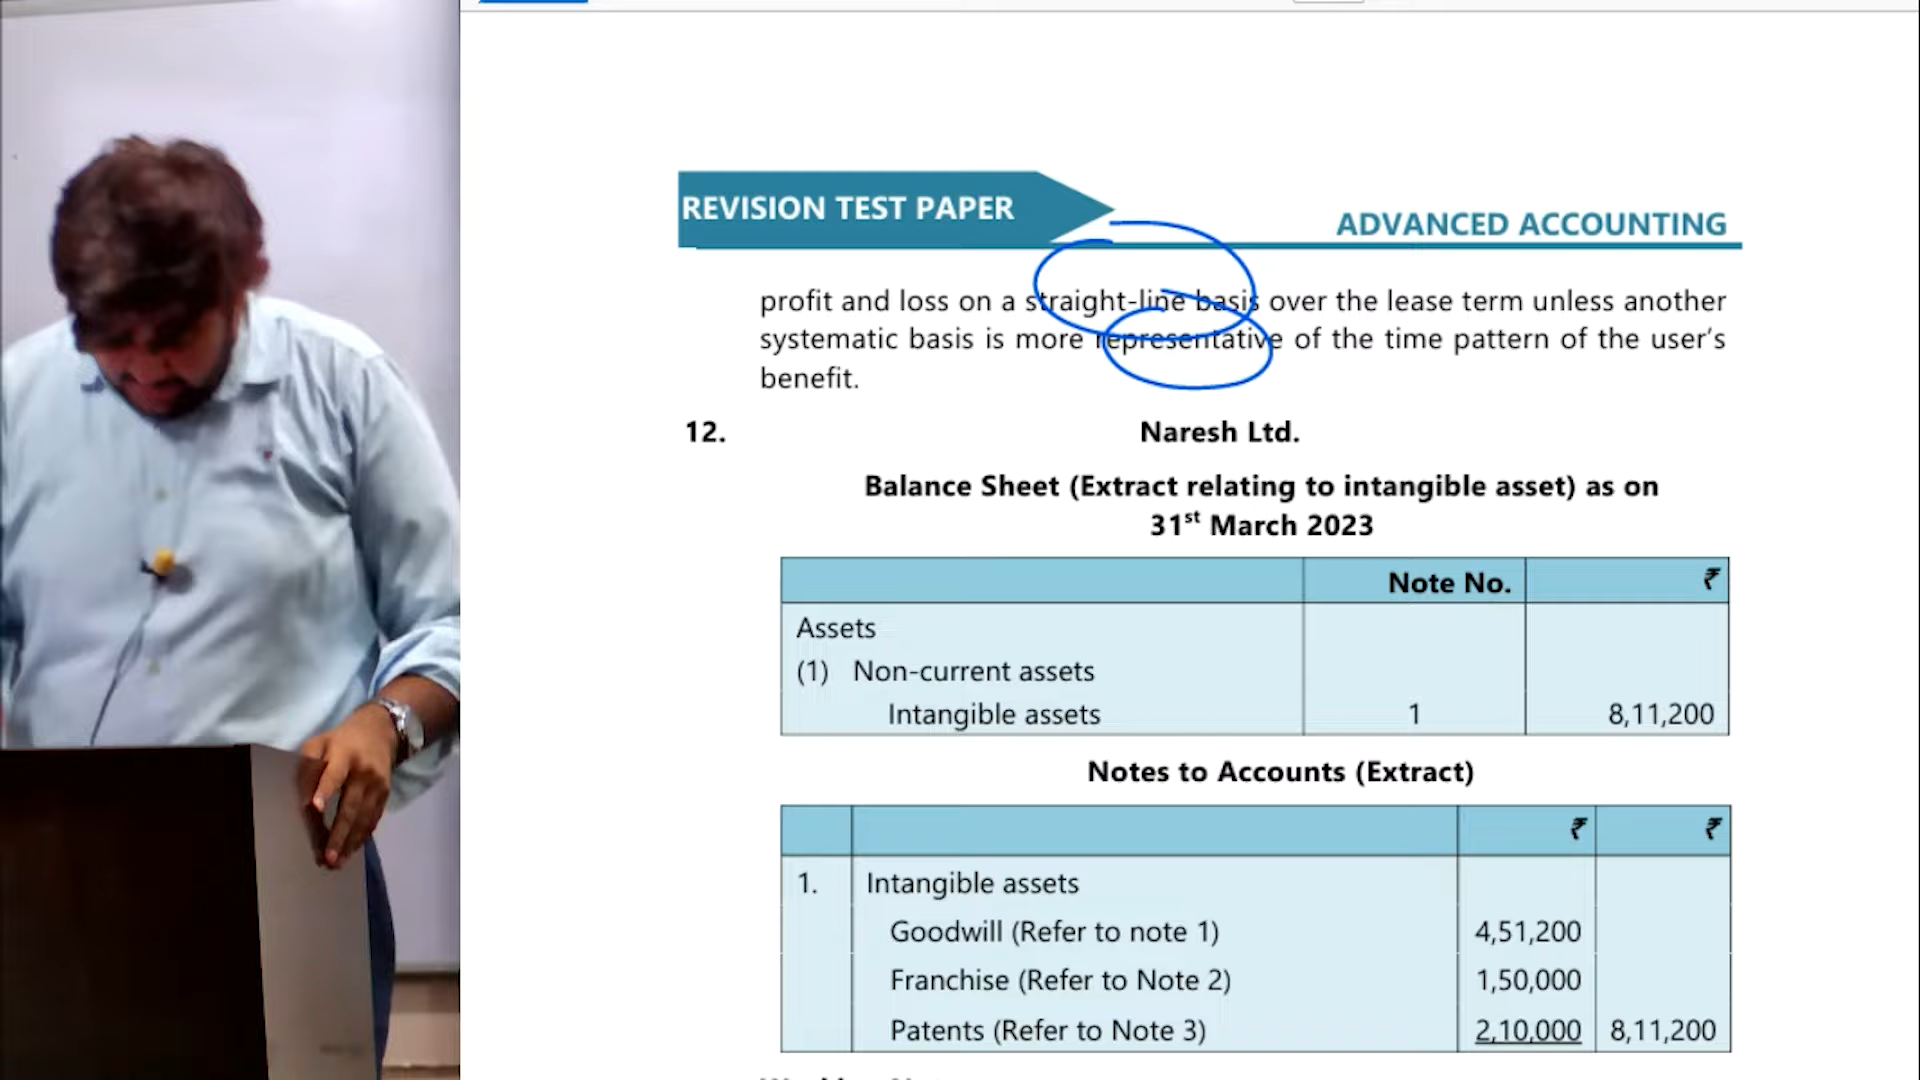 REVISION TEST PAPER
ADVANCED ACCOUNTING
profit and loss on a straight-line basis over the lease term unless another
systematic basis is more representative of the time pattern of the user's
benefit.
12. Naresh Ltd.
Balance Sheet (Extract relating to intangible asset) as on
31st March 2023
Note No. ₹
Assets
(1) Non-current assets
Intangible assets 1 8,11,200
Notes to Accounts (Extract)
₹ ₹
1. Intangible assets
Goodwill (Refer to note 1) 4,51,200
Franchise (Refer to Note 2) 1,50,000
Patents (Refer to Note 3) 2,10,000 8,11,200